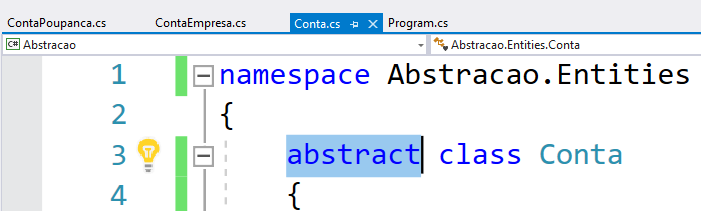 ContaPoupanca.cs ContaEmpresa.cs Conta.cs Program.cs
C# Abstracao Abstracao.Entities.Conta
1 namespace Abstracao.Entities
2 {
3 abstract class Conta
4 {